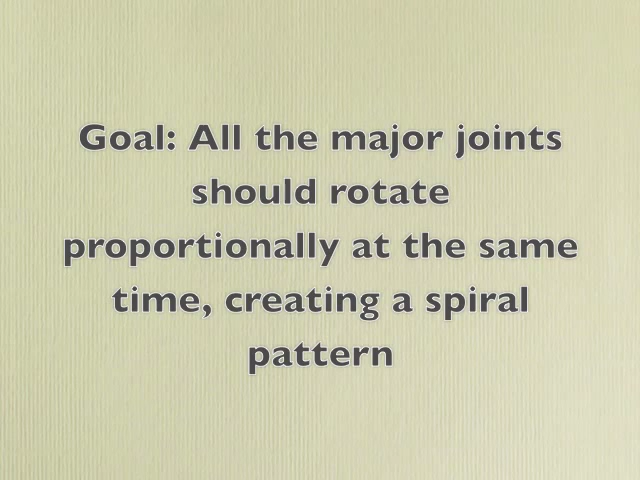 Goal: All the major joints
should rotate
proportionally at the same
time, creating a spiral
pattern